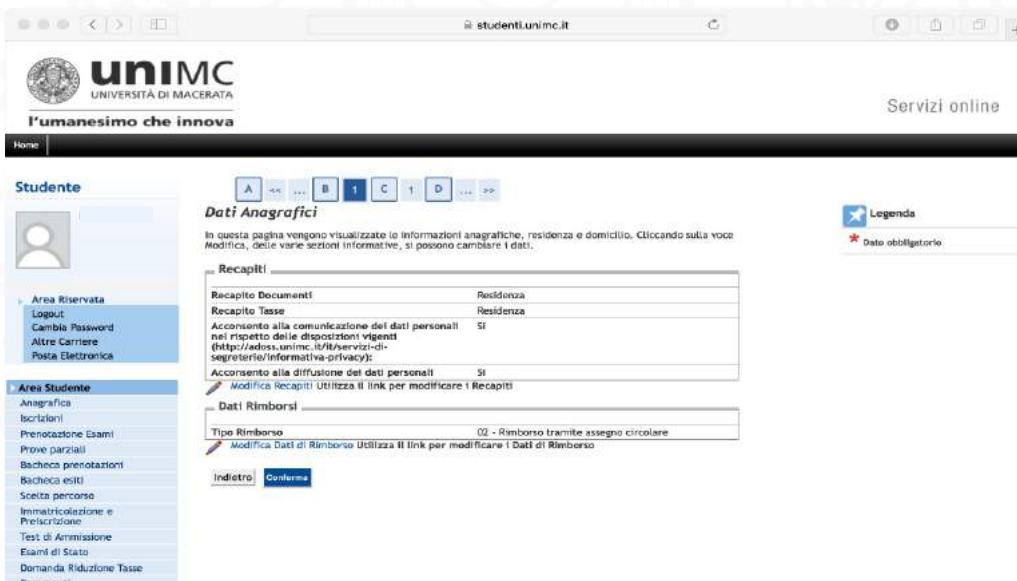 studenti.unimc.it
unIMC
UNIVERSITÀ DI MACERATA
l'umanesimo che innova
Servizi online
Home
Studente
Area Riservata
Logout
Cambia Password
Altre Carriere
Posta Elettronica
Area Studente
Anagrafica
Iscrizioni
Prenotazione Esami
Prove parziali
Bacheca prenotazioni
Bacheca esiti
Scelta percorso
Immatricolazione e
Preiscrizione
Test di Ammissione
Esami di Stato
Domanda Riduzione Tasse
A << ... B 1 C 1 D ... >>
Dati Anagrafici
In questa pagina vengono visualizzate le informazioni anagrafiche, residenza e domicilio. Cliccando sulla voce
Modifica, delle varie sezioni informative, si possono cambiare i dati.
Recapiti
Recapito Documenti Residenza
Recapito Tasse Residenza
Acconsento alla comunicazione dei dati personali SI
nel rispetto delle disposizioni vigenti
(http://adoss.unimc.it/it/servizi-di-
segreterie/informativa-privacy):
Acconsento alla diffusione dei dati personali SI
Modifica Recapiti Utilizza il link per modificare i Recapiti
Dati Rimborsi
Tipo Rimborso 02 - Rimborso tramite assegno circolare
Modifica Dati di Rimborso Utilizza il link per modificare i Dati di Rimborso
Indietro Conferma
Legenda
* Dato obbligatorio